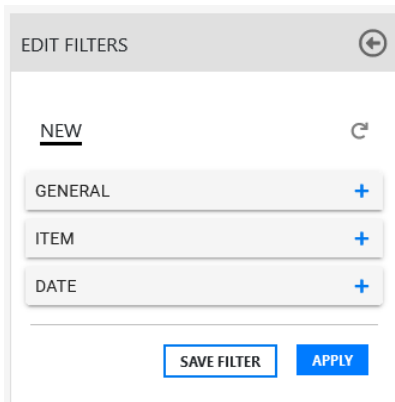 EDIT FILTERS
NEW
GENERAL
ITEM
DATE
SAVE FILTER APPLY